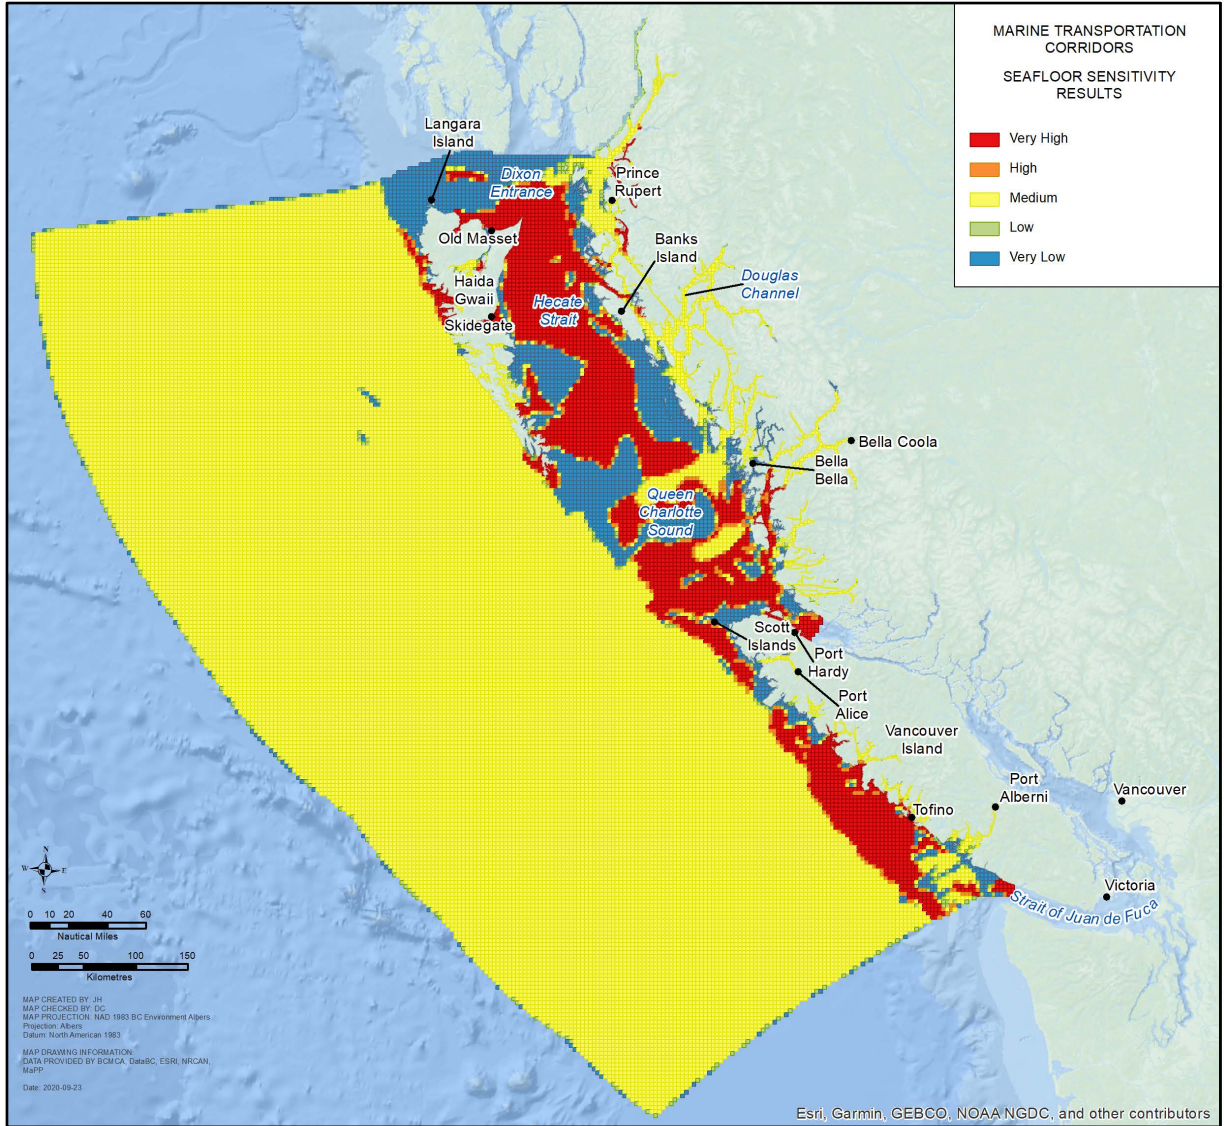 MARINE TRANSPORTATION
CORRIDORS
SEAFLOOR SENSITIVITY
RESULTS
Very High
High
Medium
Low
Very Low
Langara
Island
Dixon
Entrance
Prince
Rupert
Old Masset
Banks
Island
Haida
Gwaii
Hecate
Strait
Douglas
Channel
Skidegate
Bella Coola
Bella
Bella
Queen
Charlotte
Sound
Scott
Islands
Port
Hardy
Port
Alice
Vancouver
Island
Port
Alberni
Vancouver
Tofino
Victoria
Strait of Juan de Fuca
N
W E
S
0 10 20 40 60
Nautical Miles
0 25 50 100 150
Kilometres
MAP CREATED BY: JH
MAP CHECKED BY: DC
MAP PROJECTION: NAD 1983 BC Environment Albers
Projection: Albers
Datum: North American 1983
MAP DRAWING INFORMATION:
DATA PROVIDED BY BCMCA, DataBC, ESRI, NRCAN,
MaPP
Date: 2020-09-23
Esri, Garmin, GEBCO, NOAA NGDC, and other contributors